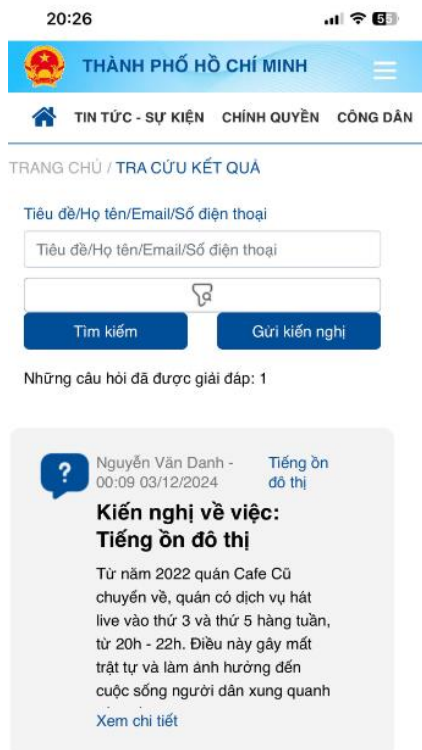 20:26
55
THÀNH PHỐ HỒ CHÍ MINH
TIN TỨC - SỰ KIỆN CHÍNH QUYỀN CÔNG DÂN
TRANG CHỦ / TRA CỨU KẾT QUẢ
Tiêu đề/Họ tên/Email/Số điện thoại
Tiêu đề/Họ tên/Email/Số điện thoại
Tìm kiếm Gửi kiến nghị
Những câu hỏi đã được giải đáp: 1
Nguyễn Văn Danh - Tiếng ồn
00:09 03/12/2024 đô thị
Kiến nghị về việc:
Tiếng ồn đô thị
Từ năm 2022 quán Cafe Cũ
chuyển về, quán có dịch vụ hát
live vào thứ 3 và thứ 5 hàng tuần,
từ 20h - 22h. Điều này gây mất
trật tự và làm ảnh hưởng đến
cuộc sống người dân xung quanh
Xem chi tiết